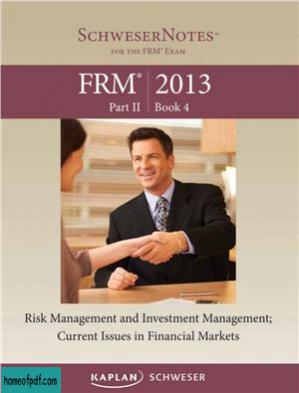 SCHWESERNOTES™
FOR THE FRM® EXAM
FRM® 2013
Part II Book 4
Risk Management and Investment Management;
Current Issues in Financial Markets
KAPLAN SCHWESER
homeofpdf.com